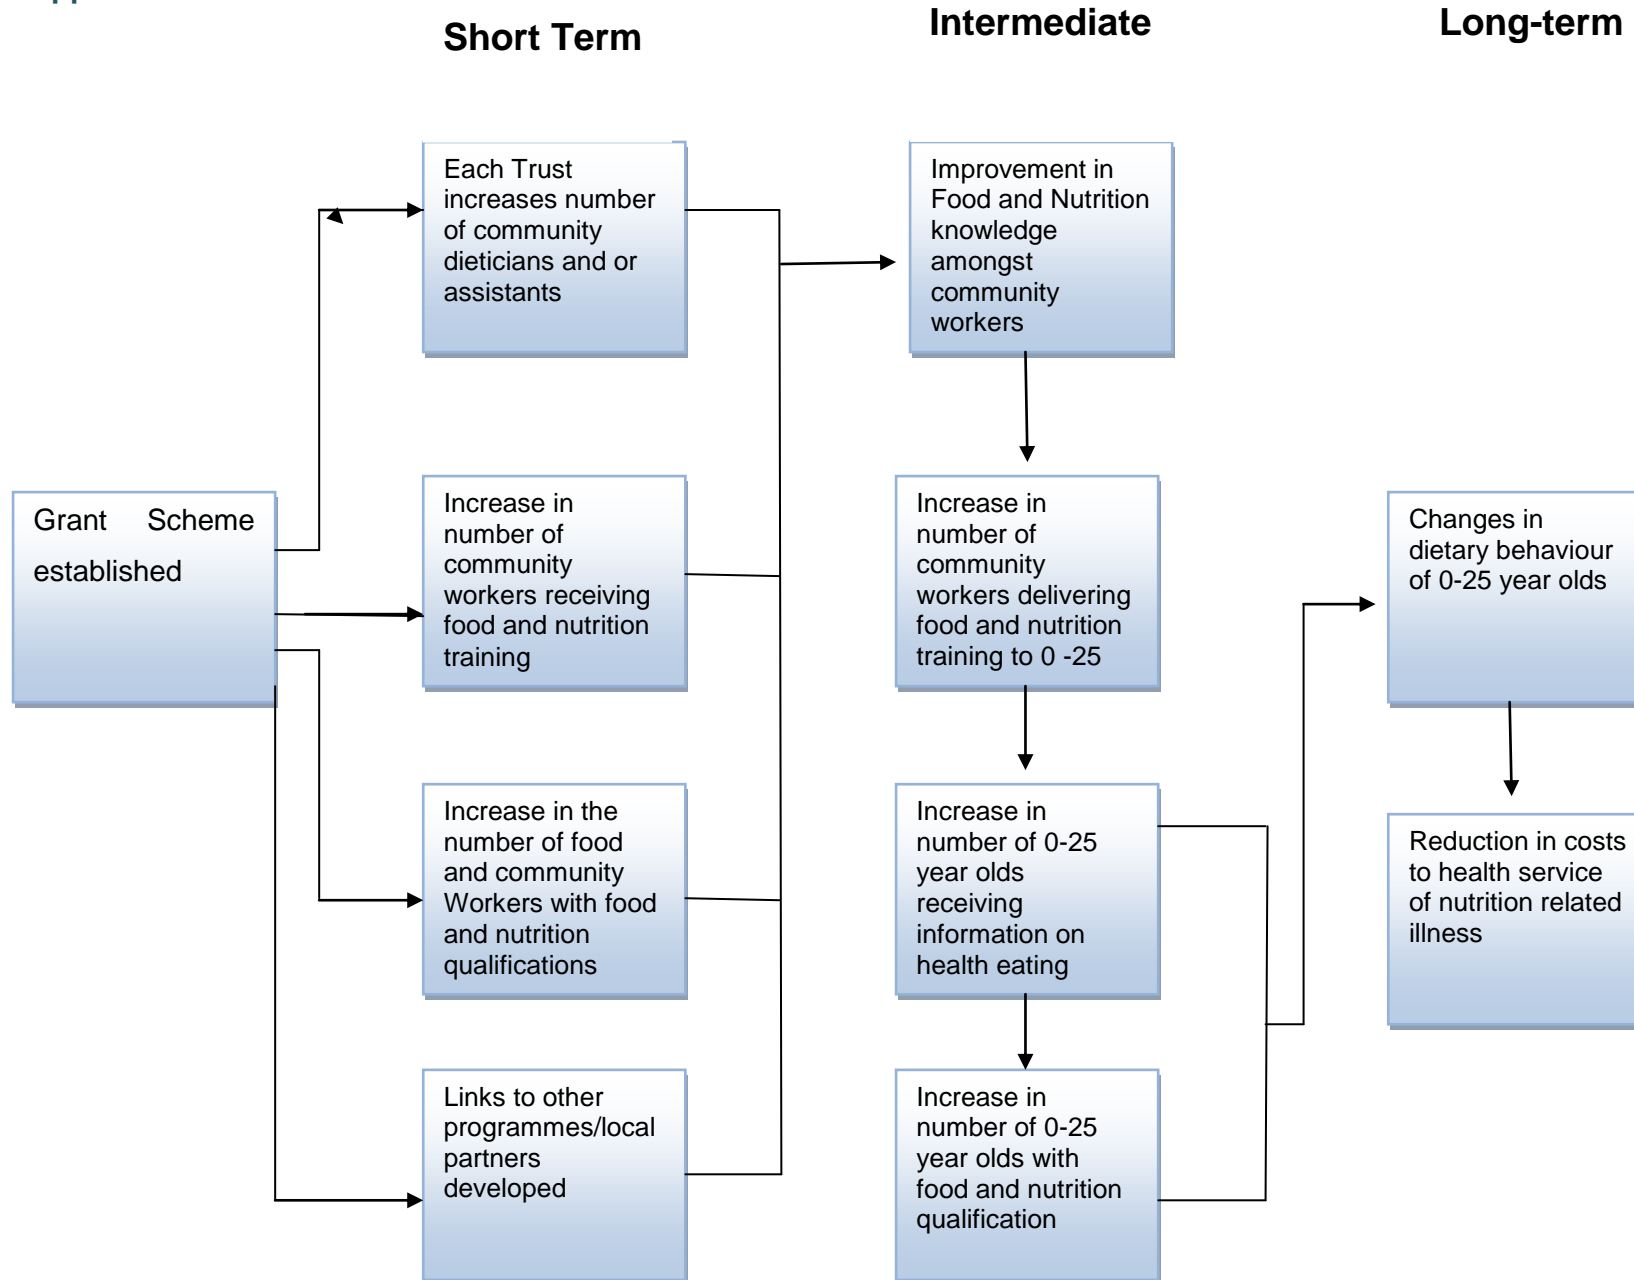 Short Term
Intermediate
Long-term
Each Trust
increases number
of community
dieticians and or
assistants
Improvement in
Food and Nutrition
knowledge
amongst
community
workers
Grant Scheme
established
Increase in
number of
community
workers receiving
food and nutrition
training
Increase in
number of
community
workers delivering
food and nutrition
training to 0 -25
Changes in
dietary behaviour
of 0-25 year olds
Increase in the
number of food
and community
Workers with food
and nutrition
qualifications
Increase in
number of 0-25
year olds
receiving
information on
health eating
Reduction in costs
to health service
of nutrition related
illness
Links to other
programmes/local
partners
developed
Increase in
number of 0-25
year olds with
food and nutrition
qualification